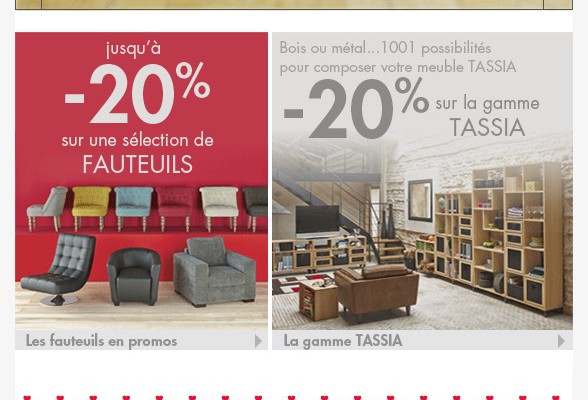 jusqu'à
-20%
sur une sélection de
FAUTEUILS
Les fauteuils en promos
Bois ou métal...1001 possibilités
pour composer votre meuble TASSIA
-20% sur la gamme
TASSIA
La gamme TASSIA